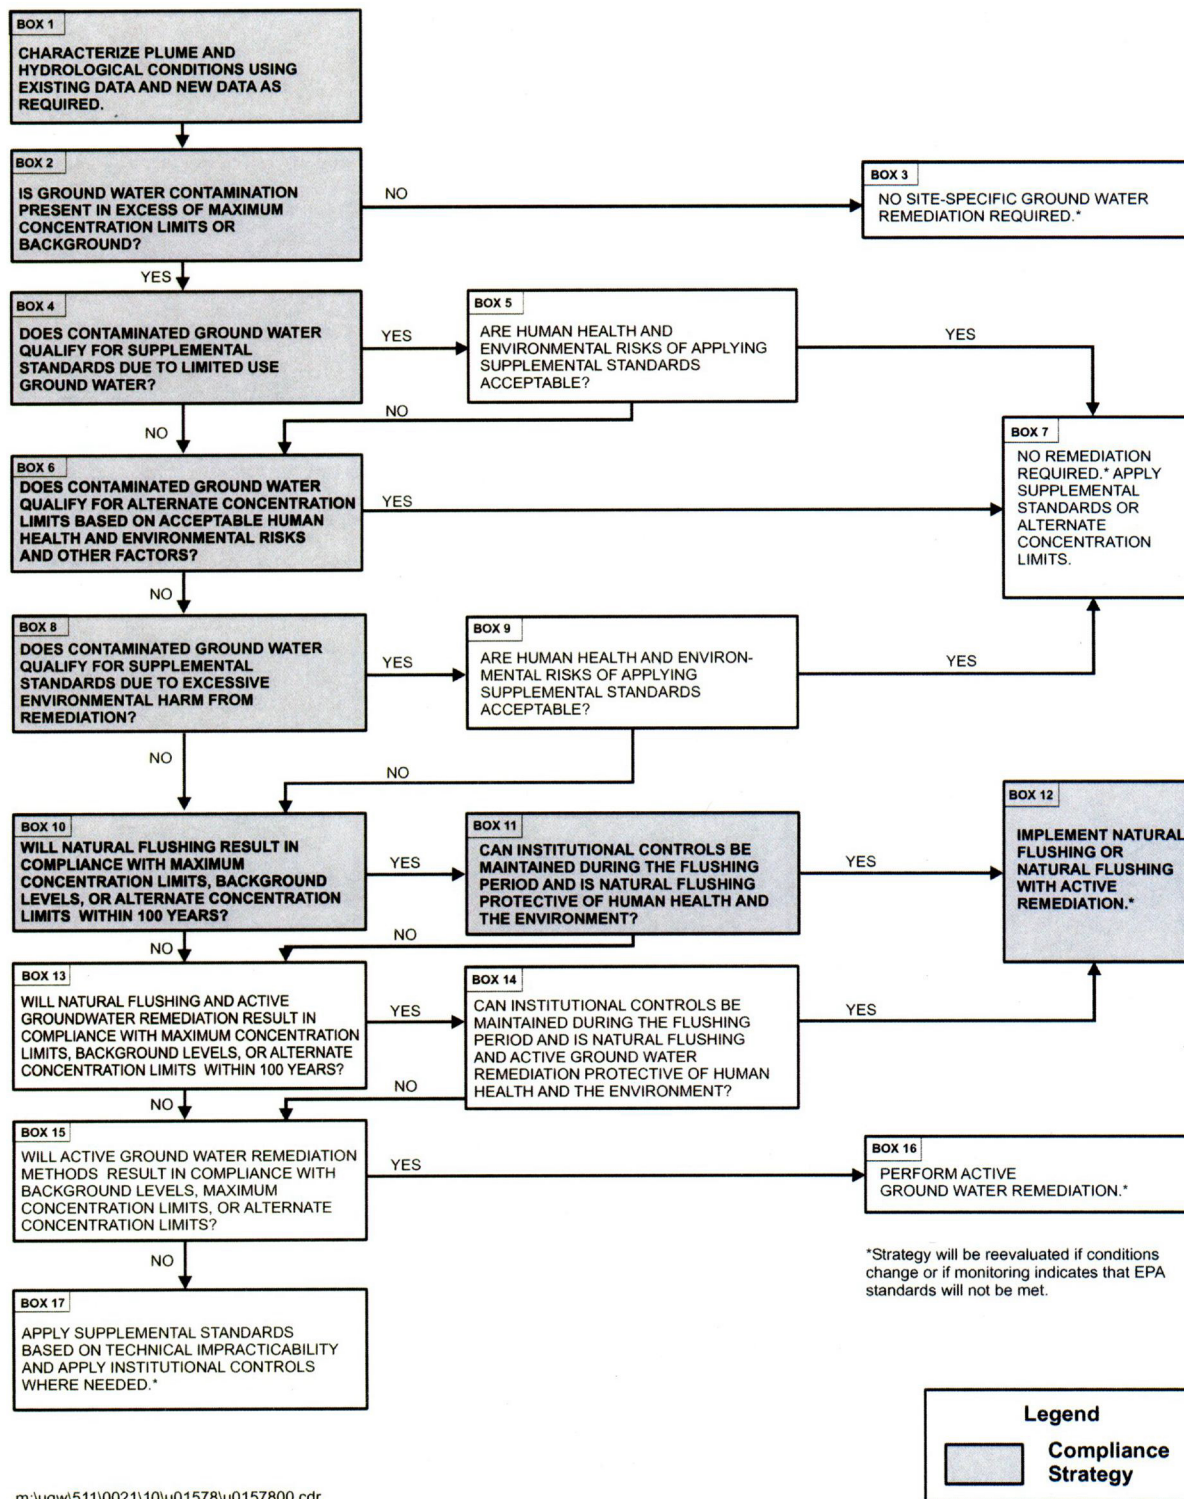 BOX 1
CHARACTERIZE PLUME AND
HYDROLOGICAL CONDITIONS USING
EXISTING DATA AND NEW DATA AS
REQUIRED.
BOX 2
IS GROUND WATER CONTAMINATION
PRESENT IN EXCESS OF MAXIMUM
CONCENTRATION LIMITS OR
BACKGROUND?
NO
BOX 3
NO SITE-SPECIFIC GROUND WATER
REMEDIATION REQUIRED.*
YES
BOX 4
DOES CONTAMINATED GROUND WATER
QUALIFY FOR SUPPLEMENTAL
STANDARDS DUE TO LIMITED USE
GROUND WATER?
YES
BOX 5
ARE HUMAN HEALTH AND
ENVIRONMENTAL RISKS OF APPLYING
SUPPLEMENTAL STANDARDS
ACCEPTABLE?
YES
NO
NO
BOX 6
DOES CONTAMINATED GROUND WATER
QUALIFY FOR ALTERNATE CONCENTRATION
LIMITS BASED ON ACCEPTABLE HUMAN
HEALTH AND ENVIRONMENTAL RISKS
AND OTHER FACTORS?
YES
BOX 7
NO REMEDIATION
REQUIRED.* APPLY
SUPPLEMENTAL
STANDARDS OR
ALTERNATE
CONCENTRATION
LIMITS.
NO
BOX 8
DOES CONTAMINATED GROUND WATER
QUALIFY FOR SUPPLEMENTAL
STANDARDS DUE TO EXCESSIVE
ENVIRONMENTAL HARM FROM
REMEDIATION?
YES
BOX 9
ARE HUMAN HEALTH AND ENVIRON-
MENTAL RISKS OF APPLYING
SUPPLEMENTAL STANDARDS
ACCEPTABLE?
YES
NO
NO
BOX 10
WILL NATURAL FLUSHING RESULT IN
COMPLIANCE WITH MAXIMUM
CONCENTRATION LIMITS, BACKGROUND
LEVELS, OR ALTERNATE CONCENTRATION
LIMITS WITHIN 100 YEARS?
YES
BOX 11
CAN INSTITUTIONAL CONTROLS BE
MAINTAINED DURING THE FLUSHING
PERIOD AND IS NATURAL FLUSHING
PROTECTIVE OF HUMAN HEALTH AND
THE ENVIRONMENT?
YES
BOX 12
IMPLEMENT NATURAL
FLUSHING OR
NATURAL FLUSHING
WITH ACTIVE
REMEDIATION.*
NO
NO
BOX 13
WILL NATURAL FLUSHING AND ACTIVE
GROUNDWATER REMEDIATION RESULT IN
COMPLIANCE WITH MAXIMUM CONCENTRATION
LIMITS, BACKGROUND LEVELS, OR ALTERNATE
CONCENTRATION LIMITS WITHIN 100 YEARS?
YES
BOX 14
CAN INSTITUTIONAL CONTROLS BE
MAINTAINED DURING THE FLUSHING
PERIOD AND IS NATURAL FLUSHING
AND ACTIVE GROUND WATER
REMEDIATION PROTECTIVE OF HUMAN
HEALTH AND THE ENVIRONMENT?
YES
NO
NO
BOX 15
WILL ACTIVE GROUND WATER REMEDIATION
METHODS RESULT IN COMPLIANCE WITH
BACKGROUND LEVELS, MAXIMUM
CONCENTRATION LIMITS, OR ALTERNATE
CONCENTRATION LIMITS?
YES
BOX 16
PERFORM ACTIVE
GROUND WATER REMEDIATION.*
NO
*Strategy will be reevaluated if conditions
change or if monitoring indicates that EPA
standards will not be met.
BOX 17
APPLY SUPPLEMENTAL STANDARDS
BASED ON TECHNICAL IMPRACTICABILITY
AND APPLY INSTITUTIONAL CONTROLS
WHERE NEEDED.*
Legend
Compliance
Strategy
m:\ugw\511\0021\10\u01578\u0157800.cdr